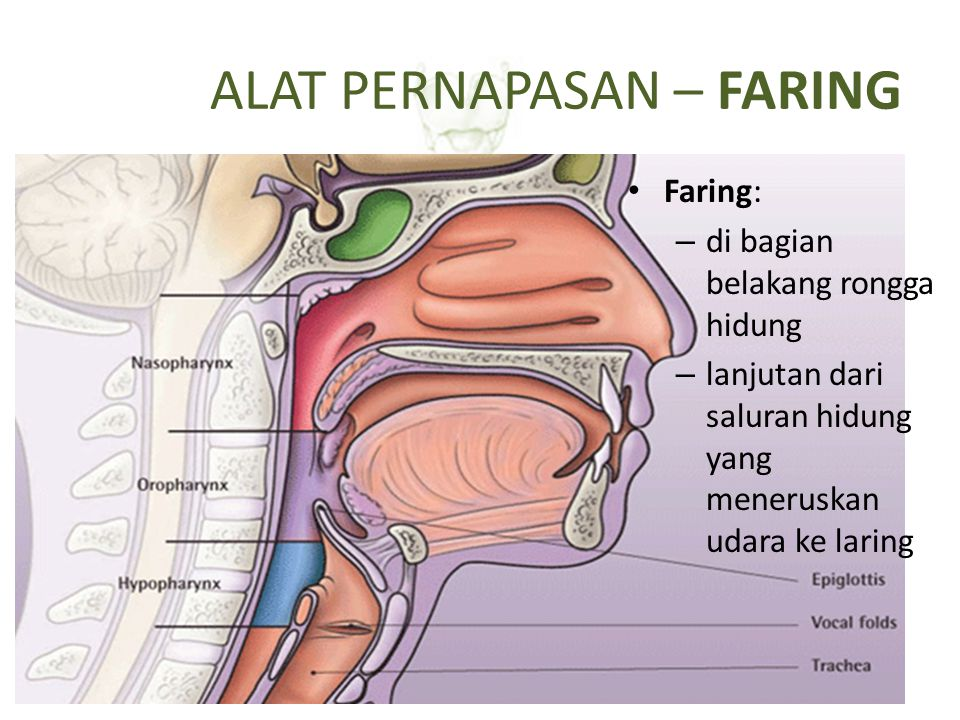 ALAT PERNAPASAN – FARING
• Faring:
– di bagian
belakang rongga
hidung
– lanjutan dari
saluran hidung
yang
meneruskan
udara ke laring
Nasopharynx
Oropharynx
Hypopharynx
Epiglottis
Vocal folds
Trachea